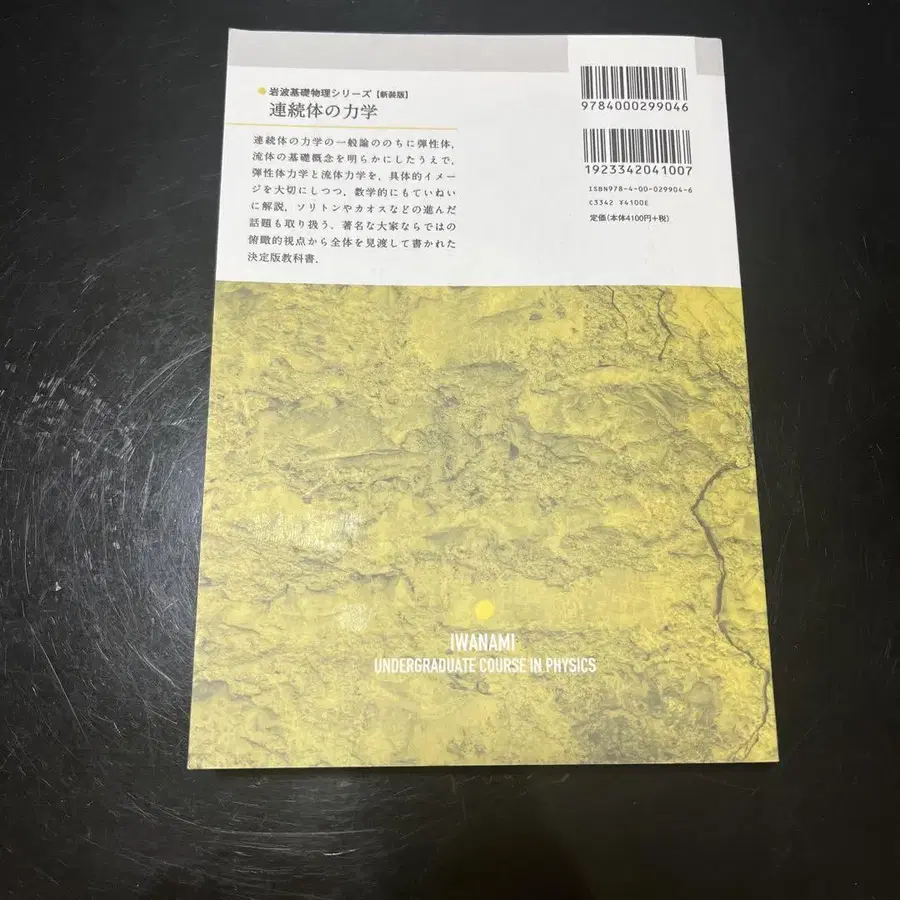 岩波基礎物理シリーズ【新装版】
連続体の力学
連続体の力学の一般論ののちに弾性体,
流体の基礎概念を明らかにしたうえで,
弾性体力学と流体力学を, 具体的イメー
ジを大切にしつつ, 数学的にもていねい
に解説. ソリトンやカオスなどの進んだ
話題も取り扱う. 著名な大家ならではの
俯瞰的視点から全体を見渡して書かれた
決定版教科書.
9784000299046
1923342041007
ISBN978-4-00-029904-6
C3342 ¥4100E
定価(本体4100円+税)
IWANAMI
UNDERGRADUATE COURSE IN PHYSICS